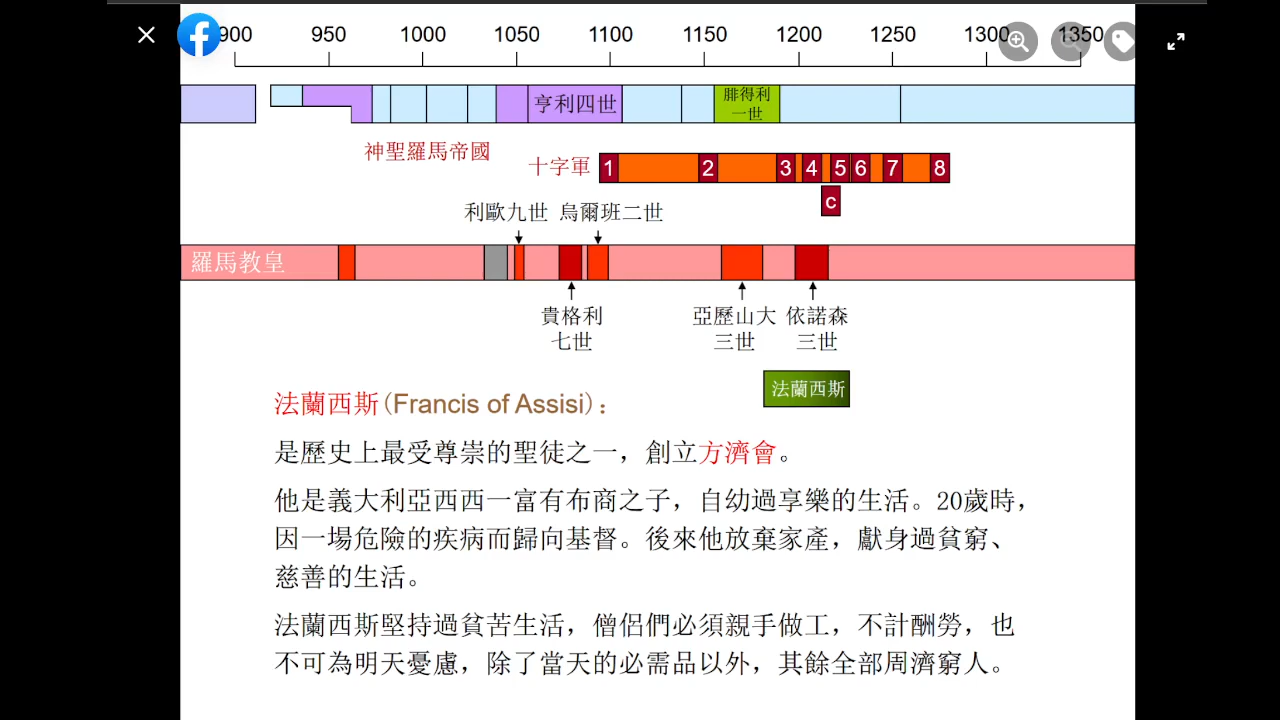 900 950 1000 1050 1100 1150 1200 1250 1300 1350
亨利四世
腓得利
一世
神聖羅馬帝國
十字軍 1 2 3 4 5 6 7 8
c
利歐九世 烏爾班二世
羅馬教皇
貴格利
七世
亞歷山大
三世
依諾森
三世
法蘭西斯
法蘭西斯(Francis of Assisi)：
是歷史上最受尊崇的聖徒之一，創立方濟會。
他是義大利亞西西一富有布商之子，自幼過享樂的生活。20歲時，
因一場危險的疾病而歸向基督。後來他放棄家產，獻身過貧窮、
慈善的生活。
法蘭西斯堅持過貧苦生活，僧侶們必須親手做工，不計酬勞，也
不可為明天憂慮，除了當天的必需品以外，其餘全部周濟窮人。